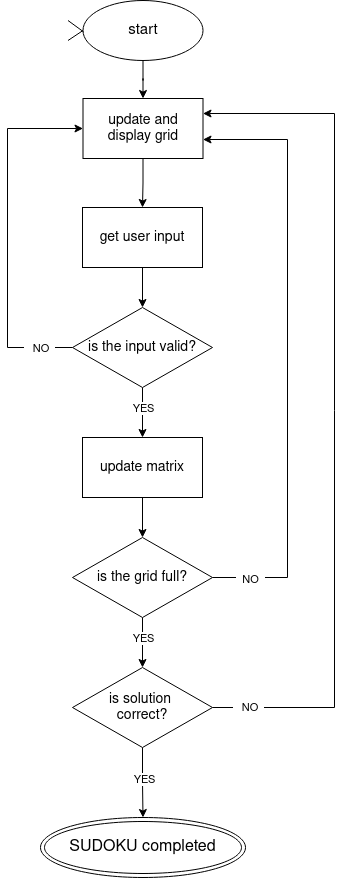 start
update and
display grid
get user input
is the input valid?
NO
YES
update matrix
is the grid full?
NO
YES
is solution
correct?
NO
YES
SUDOKU completed